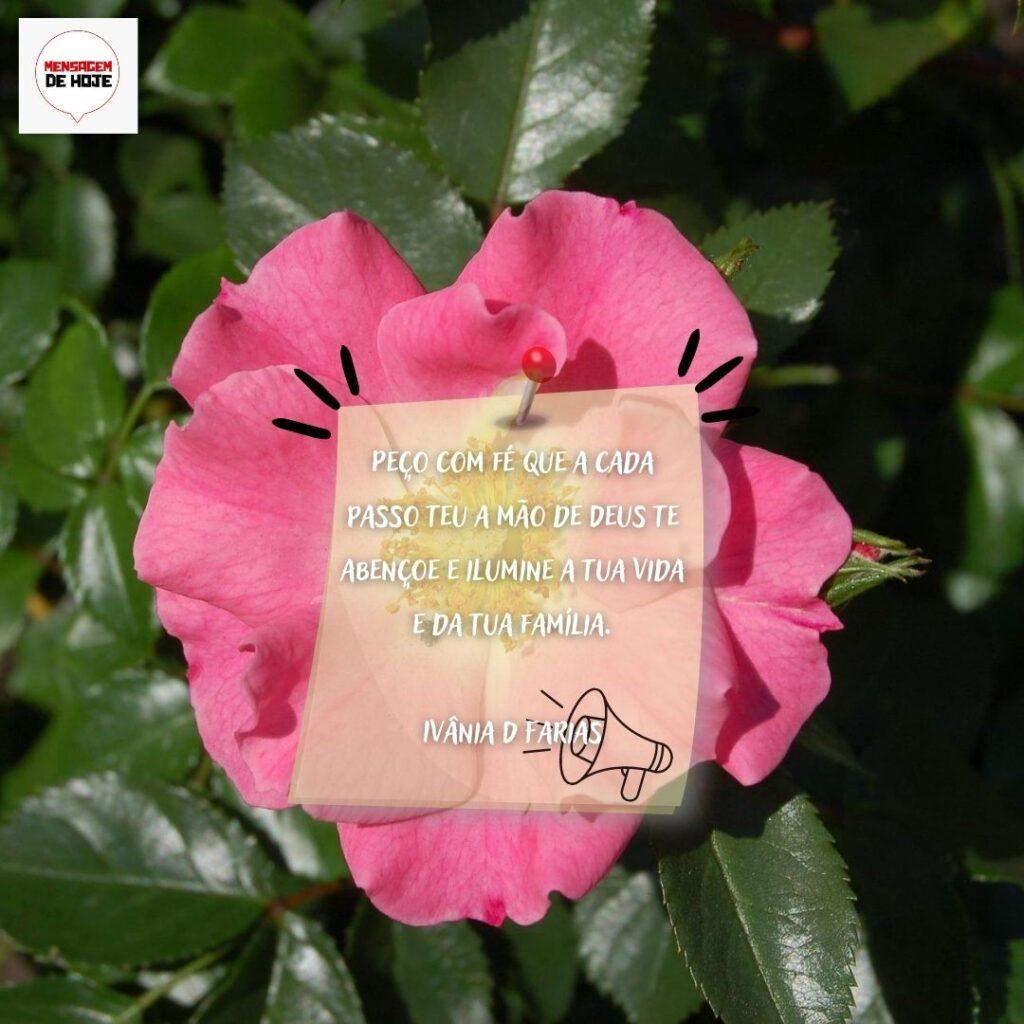 MENSAGEM
DE HOJE
PEÇO COM FÉ QUE A CADA
PASSO TEU A MÃO DE DEUS TE
ABENÇOE E ILUMINE A TUA VIDA
E DA TUA FAMÍLIA.
IVÂNIA D FARIAS